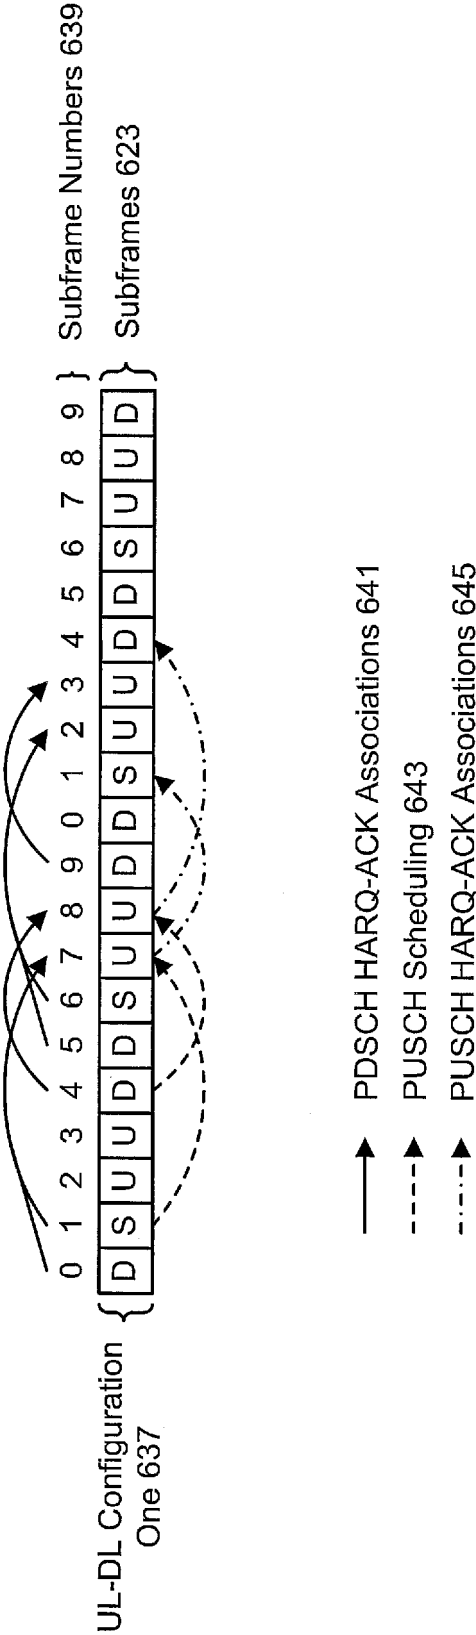 0 1 2 3 4 5 6 7 8 9 0 1 2 3 4 5 6 7 8 9 } Subframe Numbers 639
UL-DL Configuration
One 637
D S U U D D S U U D D S U U D D S U U D
Subframes 623
PDSCH HARQ-ACK Associations 641
PUSCH Scheduling 643
PUSCH HARQ-ACK Associations 645